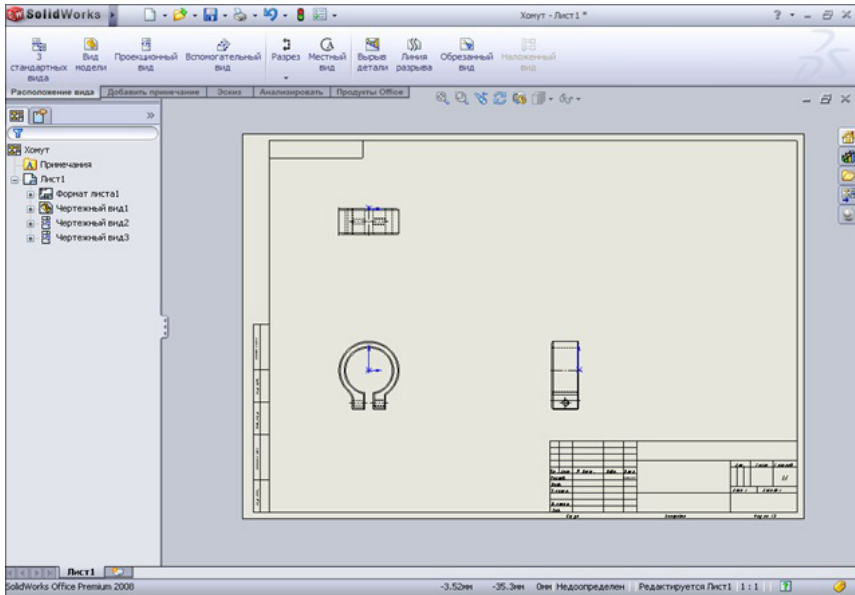 SolidWorks
Хомут - Лист1 *
3 стандартных вида
Вид модели
Проекционный вид
Вспомогательный вид
Разрез
Местный вид
Вырыв детали
Линия разрыва
Обрезанный вид
Наложенный вид
Расположение вида
Добавить примечание
Эскиз
Анализировать
Продукты Office
Хомут
Примечания
Лист1
Формат листа1
Чертежный вид1
Чертежный вид2
Чертежный вид3
Лист1
SolidWorks Office Premium 2008
-3.52мм -35.3мм 0мм Недоопределен Редактируется Лист1 1 : 1